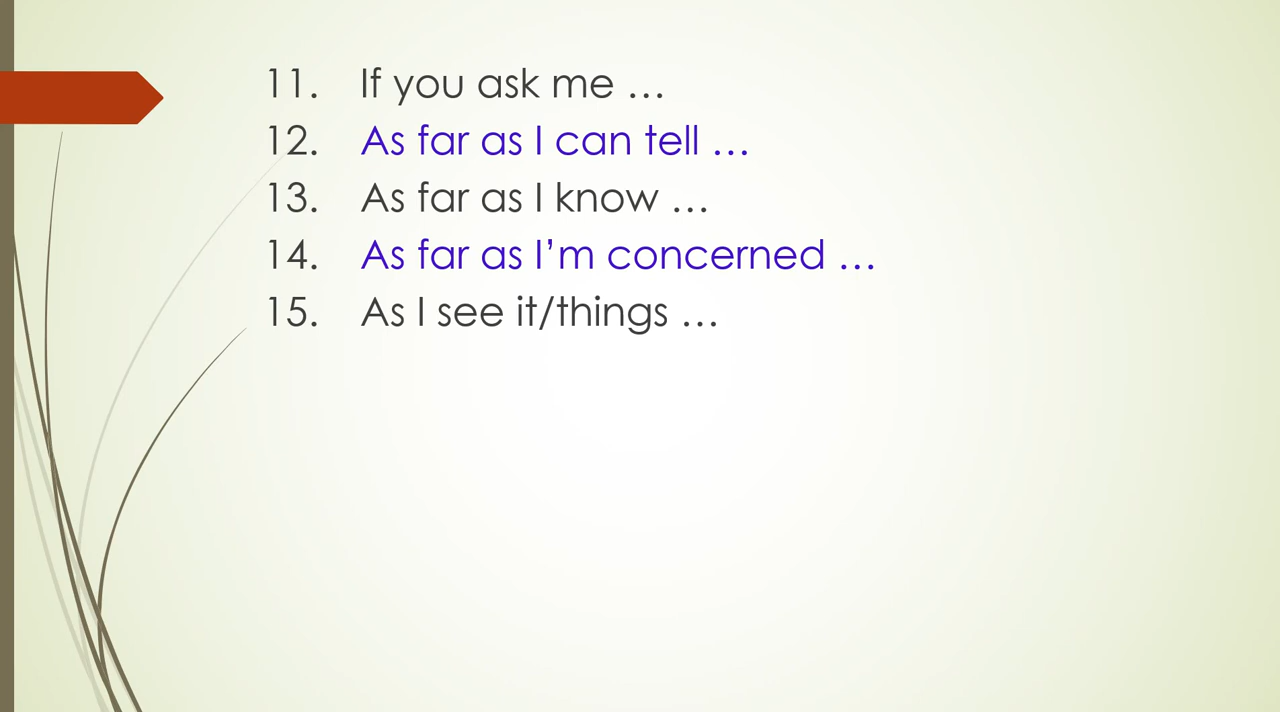 11. If you ask me …
12. As far as I can tell …
13. As far as I know …
14. As far as I’m concerned …
15. As I see it/things …